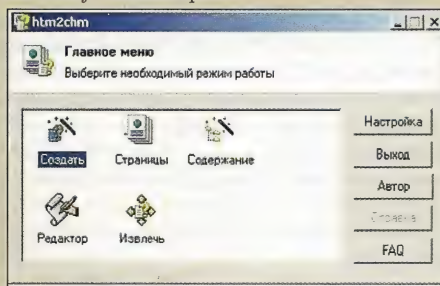 htm2chm
Главное меню
Выберите необходимый режим работы
Создать
Страницы
Содержание
Редактор
Извлечь
Настройка
Выход
Автор
Справка
FAQ